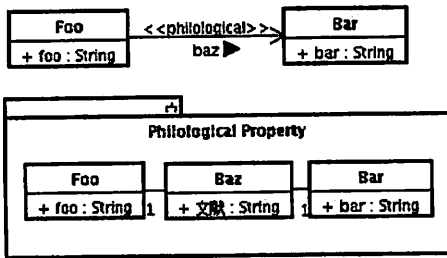 Foo
<<philological>>
Bar
+ foo : String
baz ▶
+ bar : String
Philological Property
Foo
Baz
Bar
+ foo : String
1
+ 文献 : String
1
+ bar : String